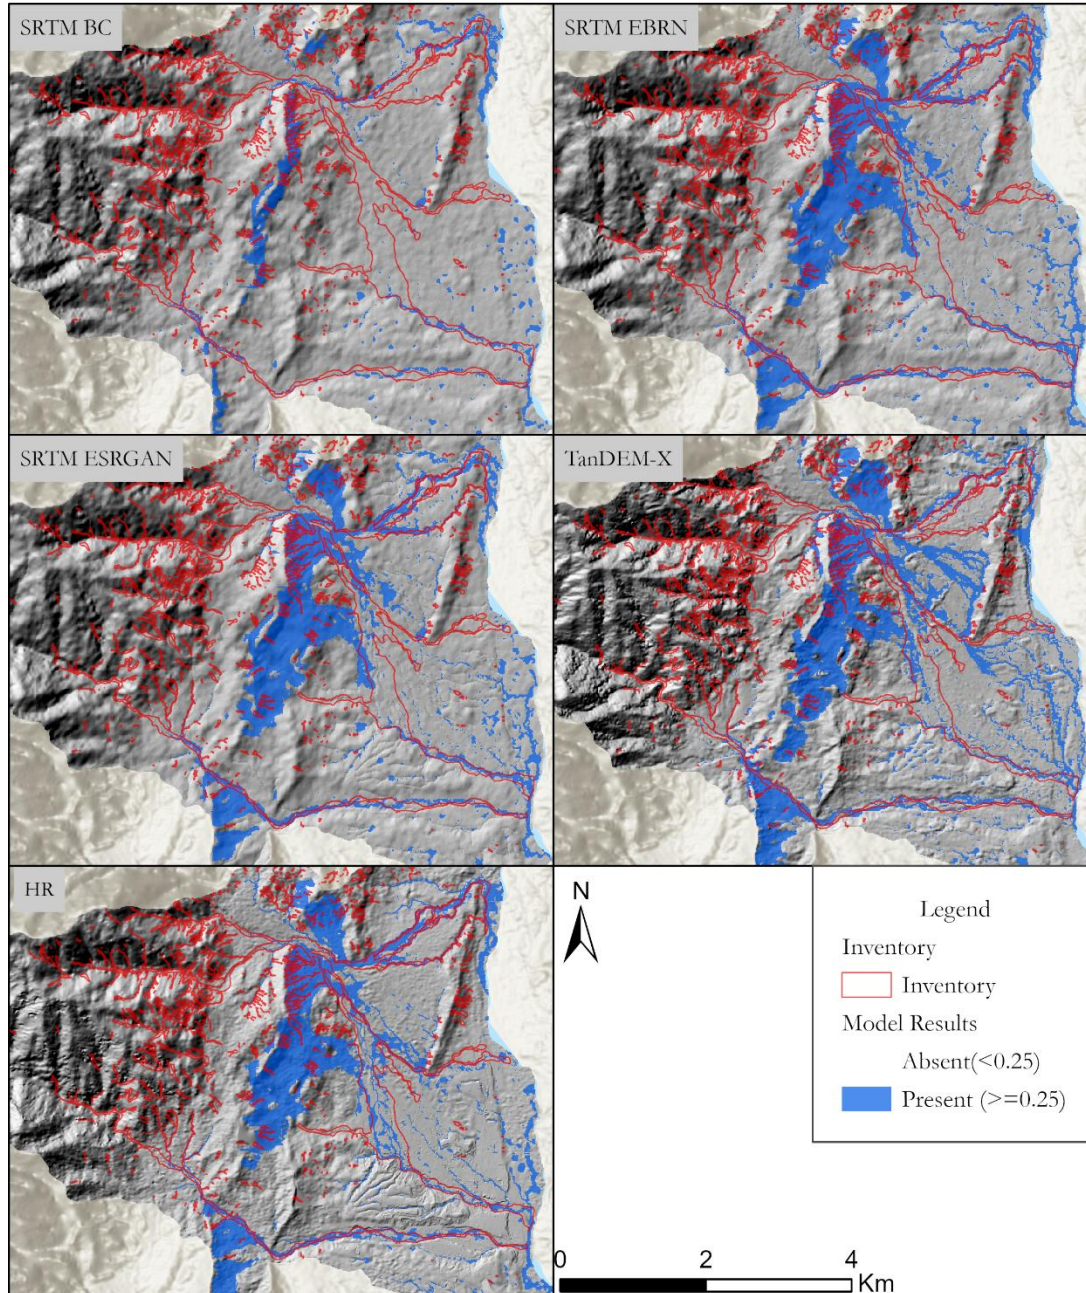 SRTM BC
SRTM EBRN
SRTM ESRGAN
TanDEM-X
HR
N
Legend
Inventory
Inventory
Model Results
Absent(<0.25)
Present (>=0.25)
0 2 4
Km